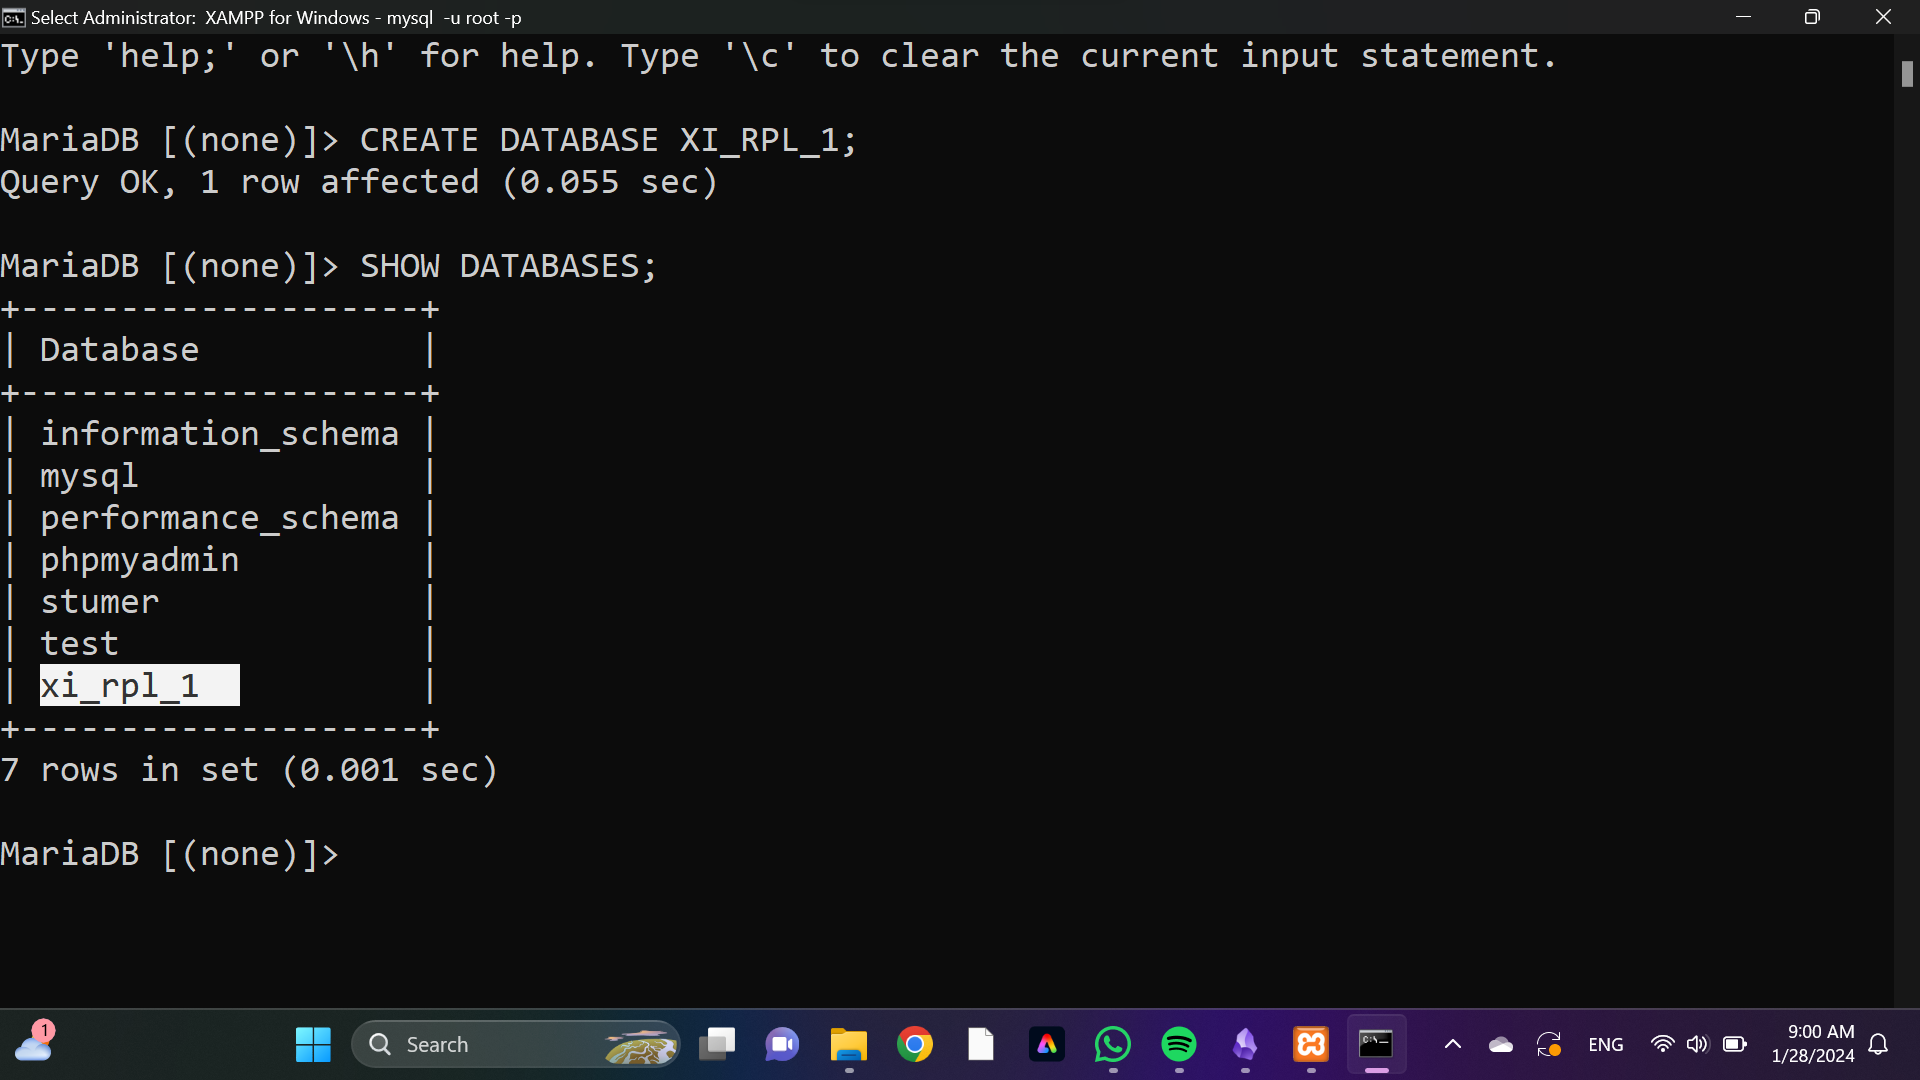 Select Administrator: XAMPP for Windows - mysql -u root -p
Type 'help;' or '\h' for help. Type '\c' to clear the current input statement.
MariaDB [(none)]> CREATE DATABASE XI_RPL_1;
Query OK, 1 row affected (0.055 sec)
MariaDB [(none)]> SHOW DATABASES;
+--------------------+
| Database           |
+--------------------+
| information_schema |
| mysql              |
| performance_schema |
| phpmyadmin         |
| stumer             |
| test               |
| xi_rpl_1           |
+--------------------+
7 rows in set (0.001 sec)
MariaDB [(none)]>
1
Search
ENG
9:00 AM
1/28/2024